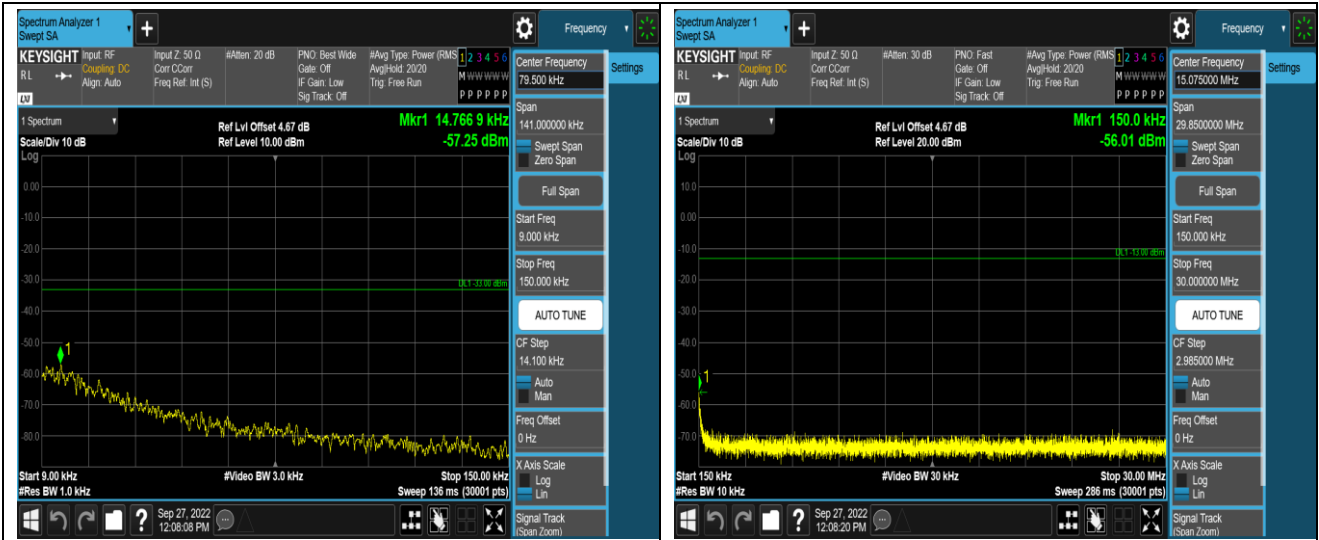 Spectrum Analyzer 1
Swept SA
+
Frequency
KEYSIGHT Input: RF Input Z: 50 Ω #Atten: 20 dB PNO: Best Wide #Avg Type: Power (RMS 1 2 3 4 5 6
RL Coupling: DC Corr CCorr Gate: Off Avg|Hold: 20/20 M W W W W W
Align: Auto Freq Ref: Int (S) IF Gain: Low Trig: Free Run
Sig Track: Off P P P P P P
LXI
1 Spectrum
Ref Lvl Offset 4.67 dB Mkr1 14.766 9 kHz
Scale/Div 10 dB Ref Level 10.00 dBm -57.25 dBm
Log
0.00
-10.0
-20.0
-30.0
DL1 -33.00 dBm
-40.0
-50.0
1
-60.0
-70.0
-80.0
Start 9.00 kHz #Video BW 3.0 kHz Stop 150.00 kHz
#Res BW 1.0 kHz Sweep 136 ms (30001 pts)
Sep 27, 2022
12:08:08 PM
Center Frequency
79.500 kHz
Settings
Span
141.000000 kHz
Swept Span
Zero Span
Full Span
Start Freq
9.000 kHz
Stop Freq
150.000 kHz
AUTO TUNE
CF Step
14.100 kHz
Auto
Man
Freq Offset
0 Hz
X Axis Scale
Log
Lin
Signal Track
(Span Zoom)
Spectrum Analyzer 1
Swept SA
+
Frequency
KEYSIGHT Input: RF Input Z: 50 Ω #Atten: 30 dB PNO: Fast #Avg Type: Power (RMS 1 2 3 4 5 6
RL Coupling: DC Corr CCorr Gate: Off Avg|Hold: 20/20 M W W W W W
Align: Auto Freq Ref: Int (S) IF Gain: Low Trig: Free Run
Sig Track: Off P P P P P P
LXI
1 Spectrum
Ref Lvl Offset 4.67 dB Mkr1 150.0 kHz
Scale/Div 10 dB Ref Level 20.00 dBm -56.01 dBm
Log
10.0
0.00
-10.0
DL1 -13.00 dBm
-20.0
-30.0
-40.0
-50.0
1
-60.0
-70.0
Start 150 kHz #Video BW 30 kHz Stop 30.00 MHz
#Res BW 10 kHz Sweep 286 ms (30001 pts)
Sep 27, 2022
12:08:20 PM
Center Frequency
15.075000 MHz
Settings
Span
29.8500000 MHz
Swept Span
Zero Span
Full Span
Start Freq
150.000 kHz
Stop Freq
30.000000 MHz
AUTO TUNE
CF Step
2.985000 MHz
Auto
Man
Freq Offset
0 Hz
X Axis Scale
Log
Lin
Signal Track
(Span Zoom)